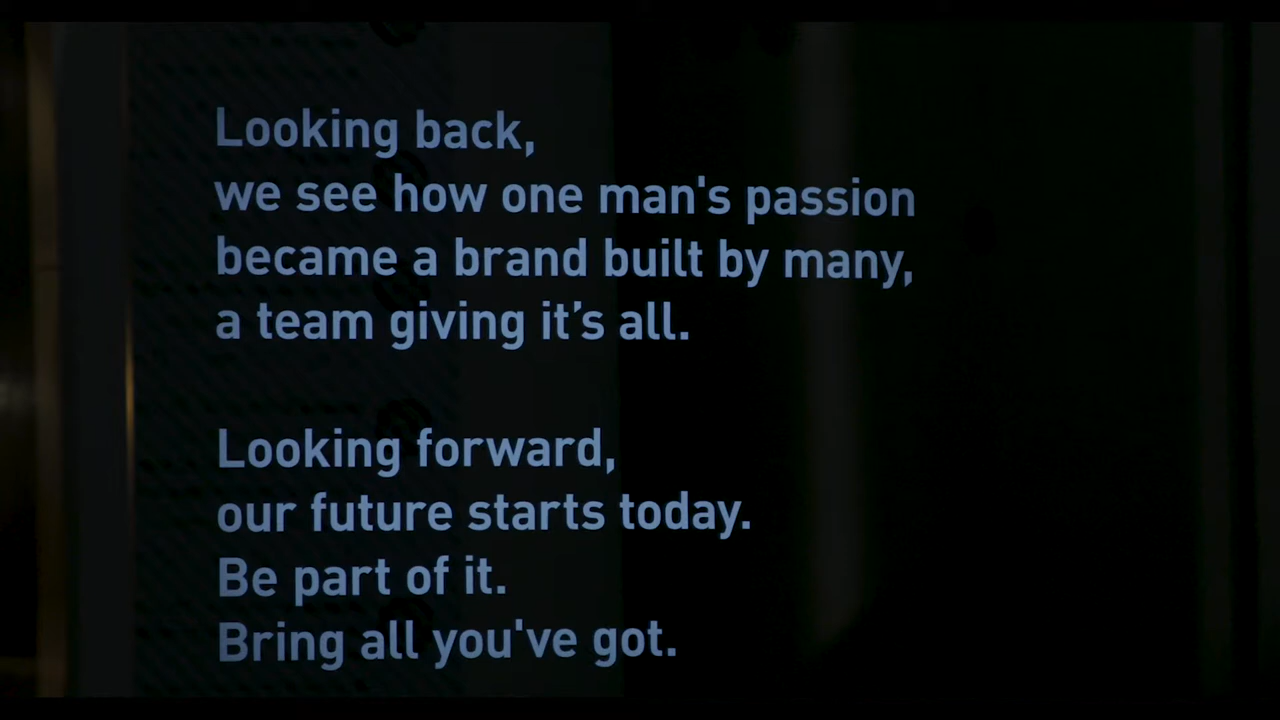 Looking back,
we see how one man's passion
became a brand built by many,
a team giving it’s all.
Looking forward,
our future starts today.
Be part of it.
Bring all you've got.